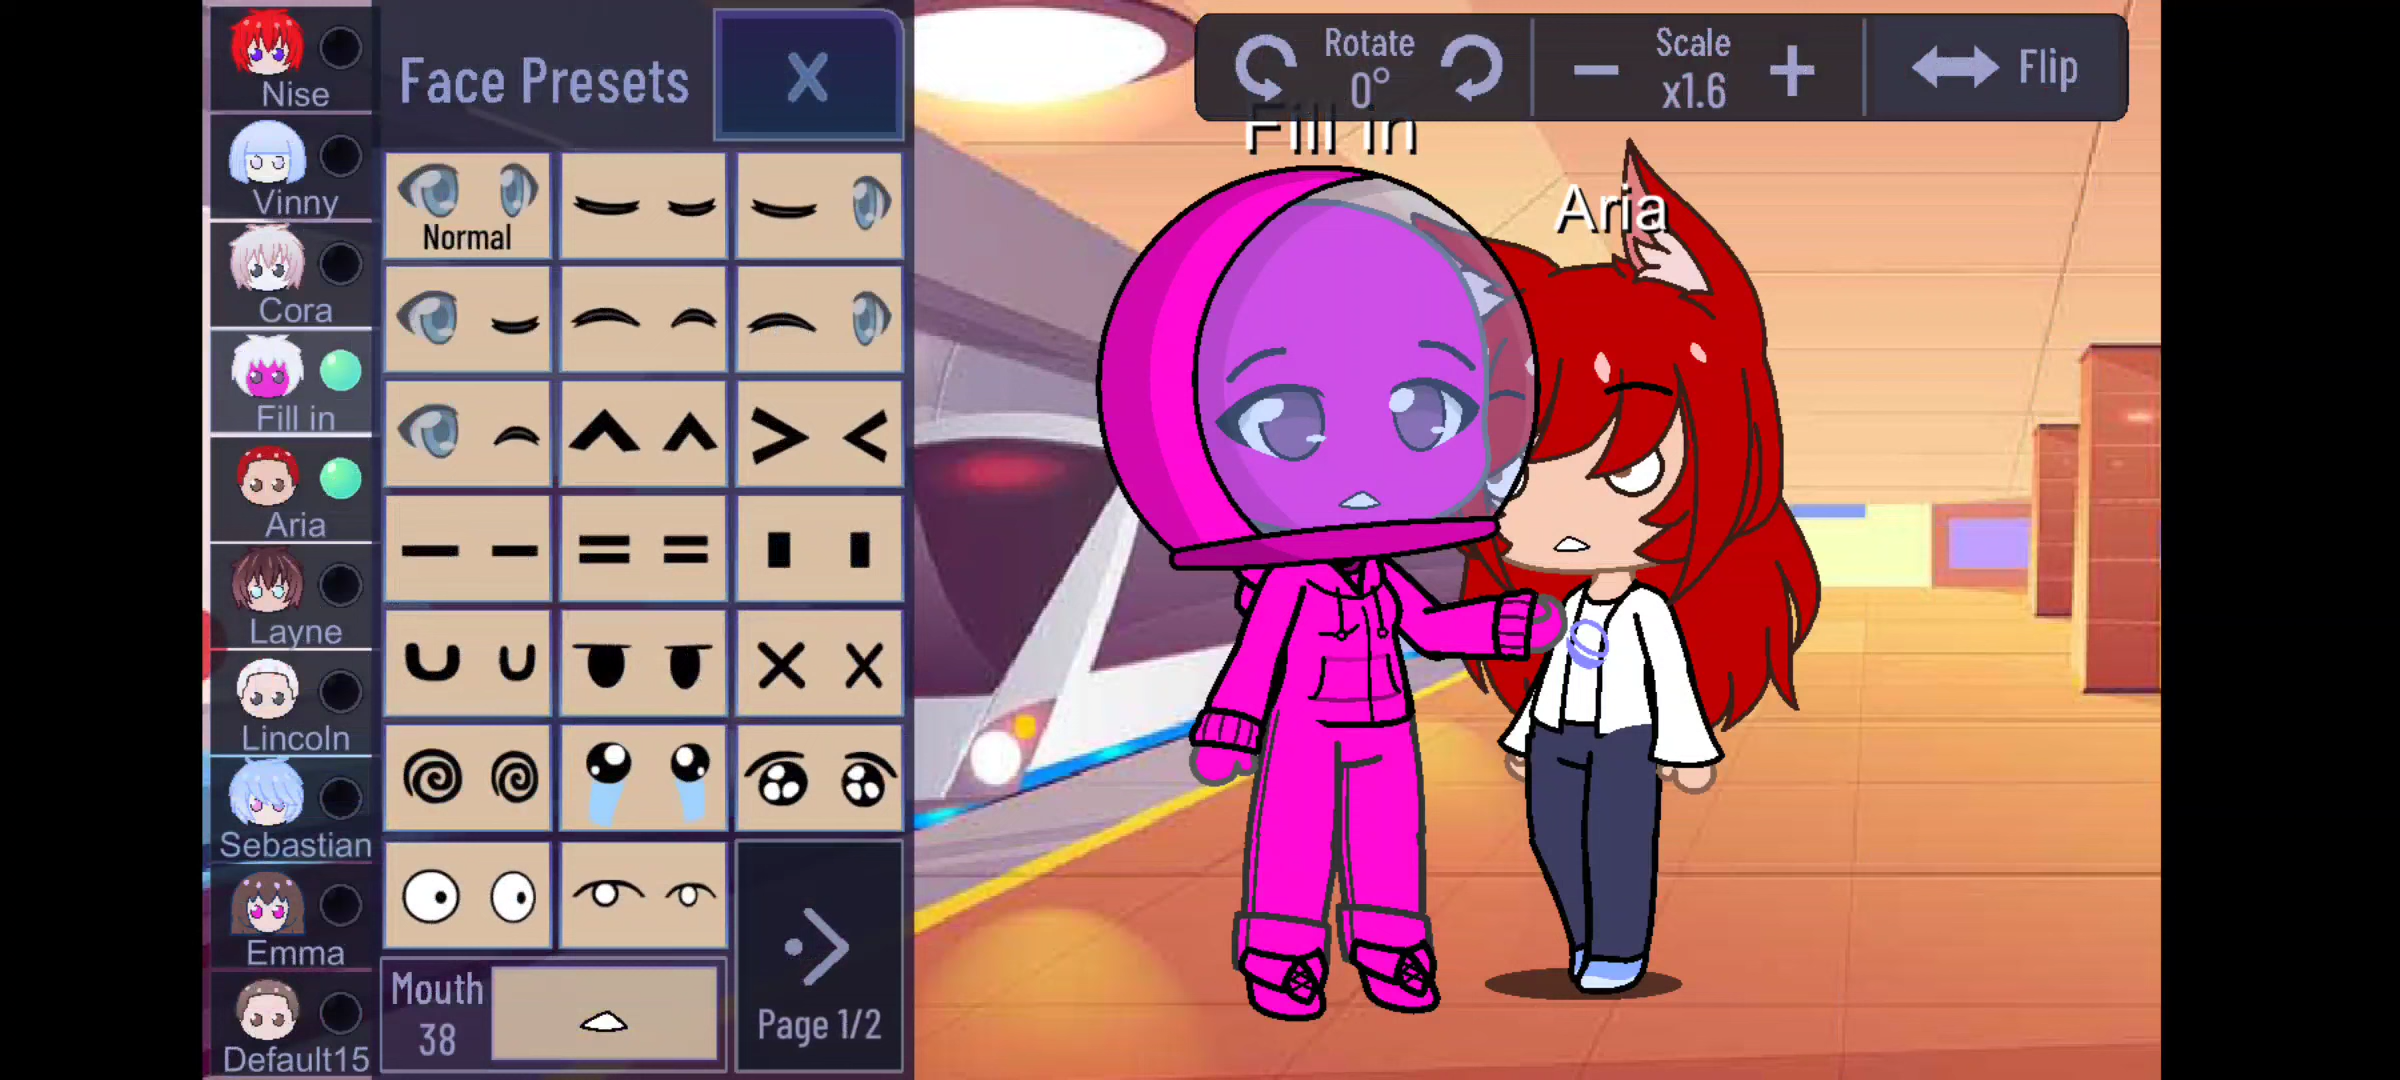 Nise
Vinny
Cora
Fill in
Aria
Layne
Lincoln
Sebastian
Emma
Default15
Face Presets
X
Normal
Mouth
38
Page 1/2
Rotate
0°
Scale
x1.6
Flip
Fill in
Aria